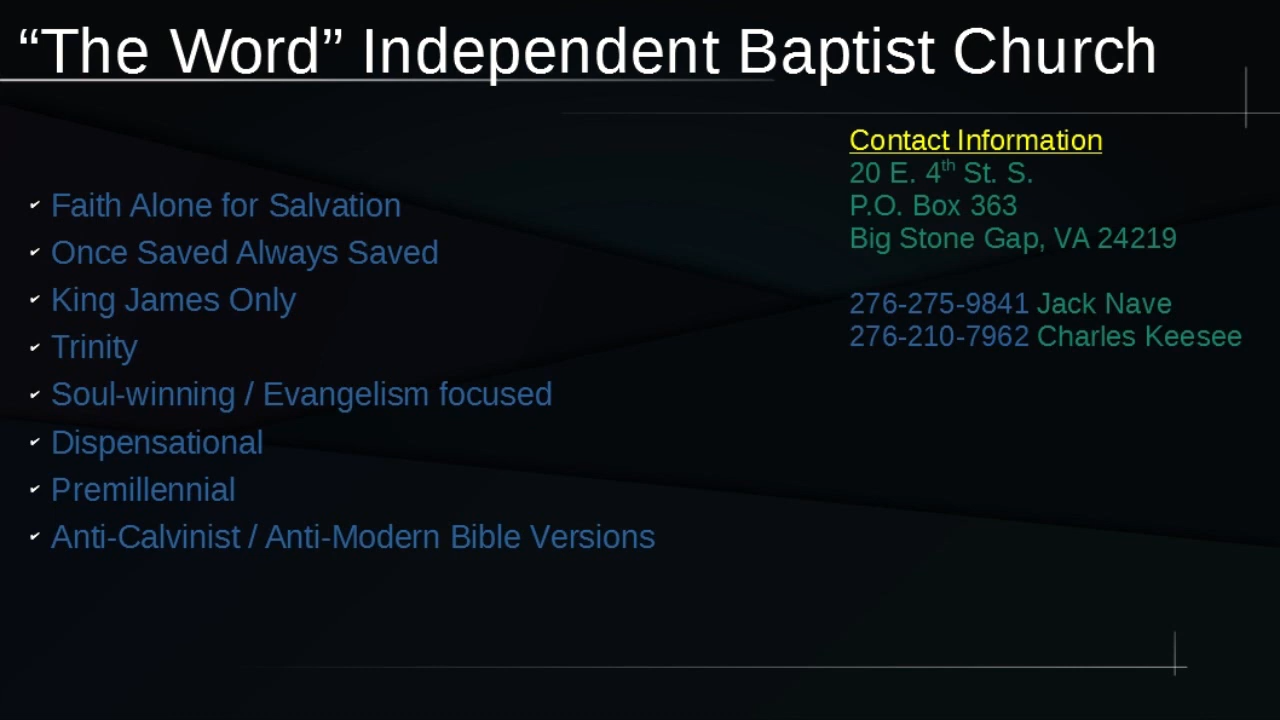 “The Word” Independent Baptist Church
Contact Information
20 E. 4th St. S.
P.O. Box 363
Big Stone Gap, VA 24219
276-275-9841 Jack Nave
276-210-7962 Charles Keesee
✔ Faith Alone for Salvation
✔ Once Saved Always Saved
✔ King James Only
✔ Trinity
✔ Soul-winning / Evangelism focused
✔ Dispensational
✔ Premillennial
✔ Anti-Calvinist / Anti-Modern Bible Versions